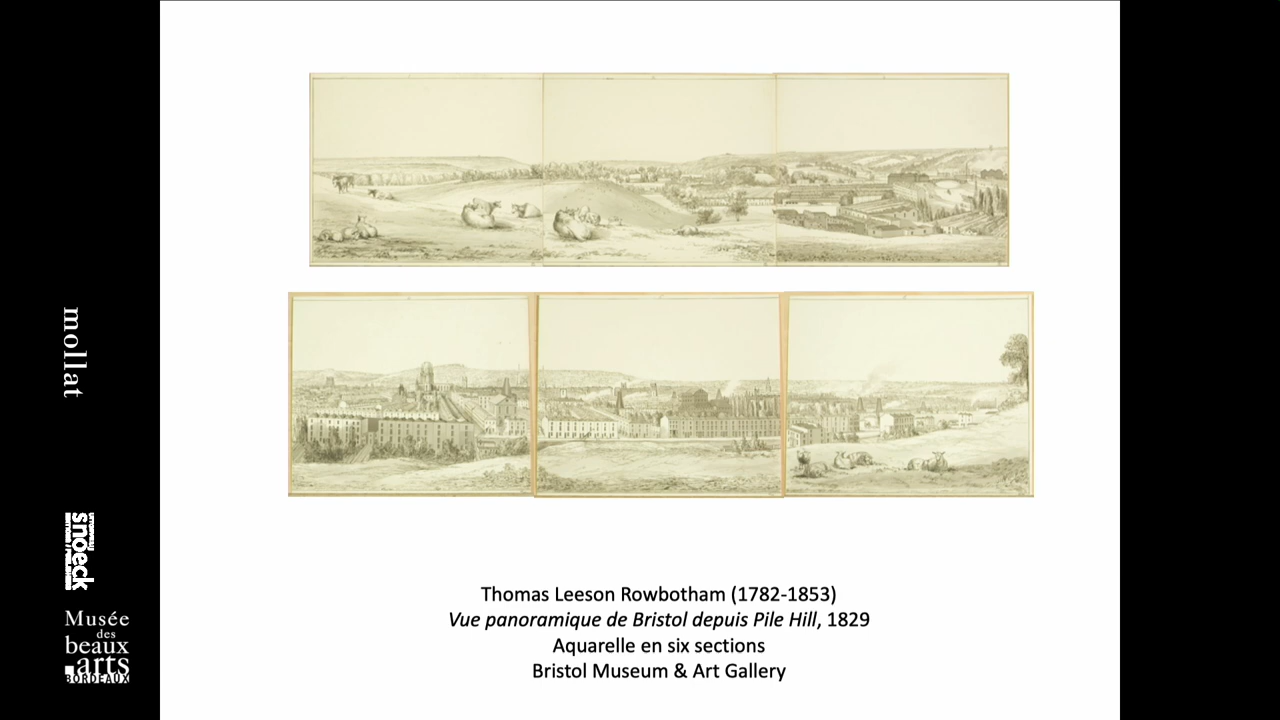 mollat
snoeck
Musée
des
beaux
.arts
BORDEAUX
Thomas Leeson Rowbotham (1782-1853)
Vue panoramique de Bristol depuis Pile Hill, 1829
Aquarelle en six sections
Bristol Museum & Art Gallery